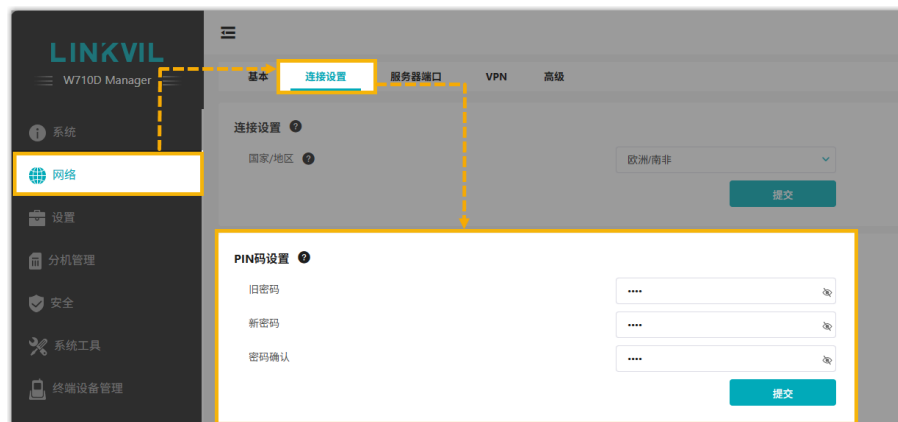 LINKVIL
W710D Manager
系统
网络
设置
分机管理
安全
系统工具
终端设备管理
基本 连接设置 服务器端口 VPN 高级
连接设置 ?
国家/地区 ? 欧洲/南非
提交
PIN码设置 ?
旧密码 ••••
新密码 ••••
密码确认 ••••
提交